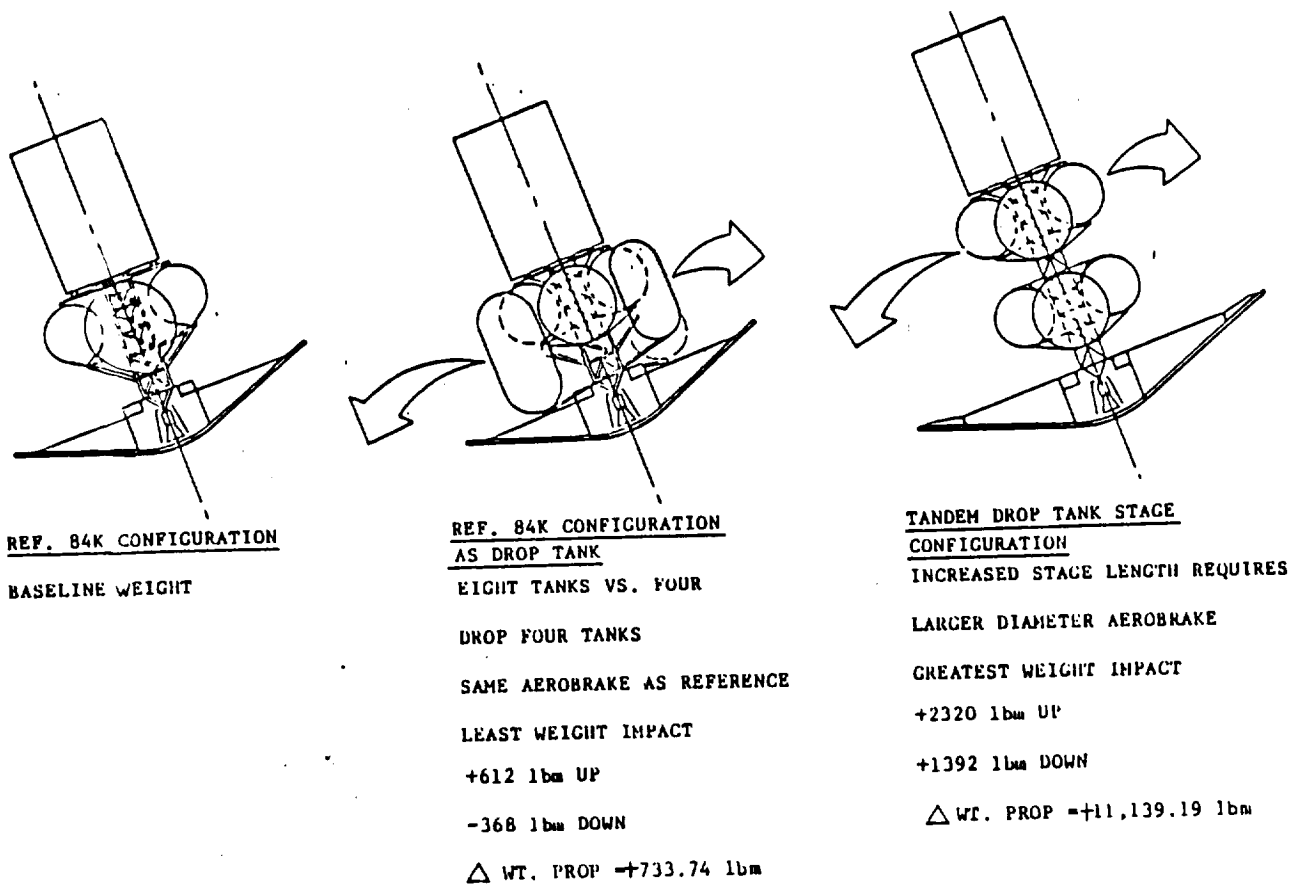 REF. 84K CONFIGURATION
BASELINE WEIGHT
REF. 84K CONFIGURATION
AS DROP TANK
EIGHT TANKS VS. FOUR
DROP FOUR TANKS
SAME AEROBRAKE AS REFERENCE
LEAST WEIGHT IMPACT
+612 lbm UP
-368 lbm DOWN
△ WT. PROP =+733.74 lbm
TANDEM DROP TANK STAGE
CONFIGURATION
INCREASED STAGE LENGTH REQUIRES
LARGER DIAMETER AEROBRAKE
GREATEST WEIGHT IMPACT
+2320 lbm UP
+1392 lbm DOWN
△ WT. PROP =+11,139.19 lbm